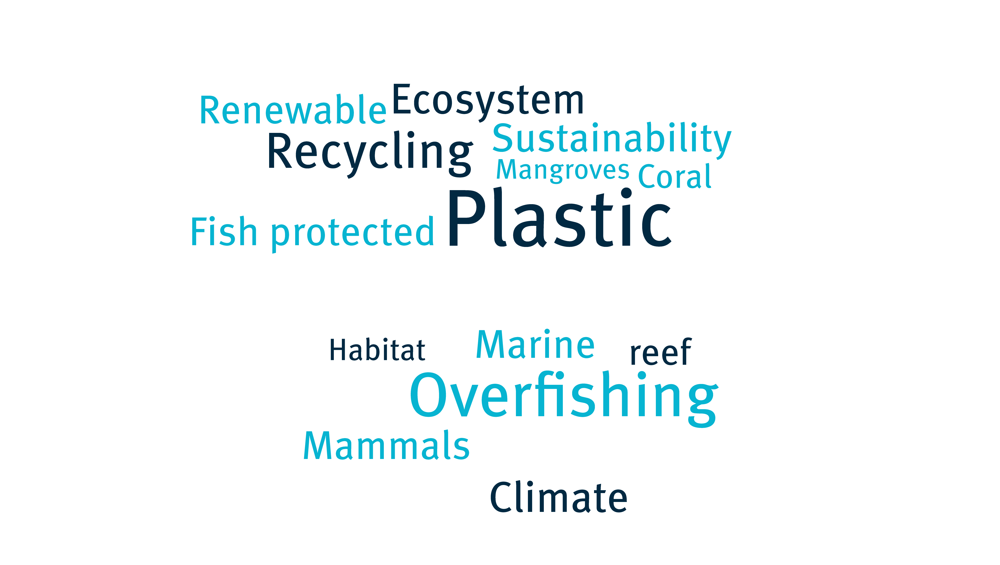 Renewable Ecosystem
Recycling Sustainability
Mangroves Coral
Fish protected Plastic
Habitat Marine reef
Overfishing
Mammals
Climate